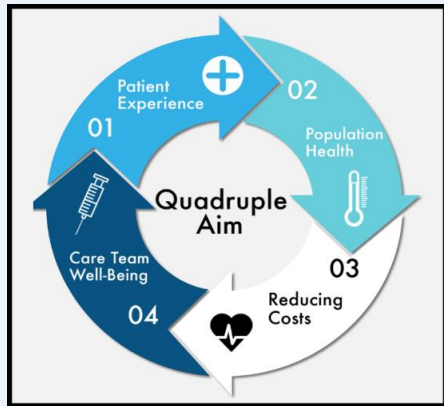 Quadruple
Aim
01
Patient
Experience
02
Population
Health
03
Reducing
Costs
04
Care Team
Well-Being